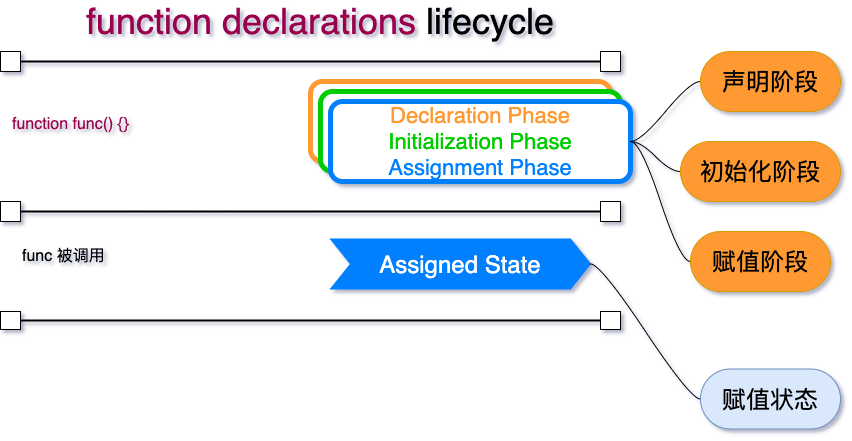 function declarations lifecycle
声明阶段
Declaration Phase
function func() {}
Initialization Phase
Assignment Phase
初始化阶段
赋值阶段
func 被调用
Assigned State
赋值状态